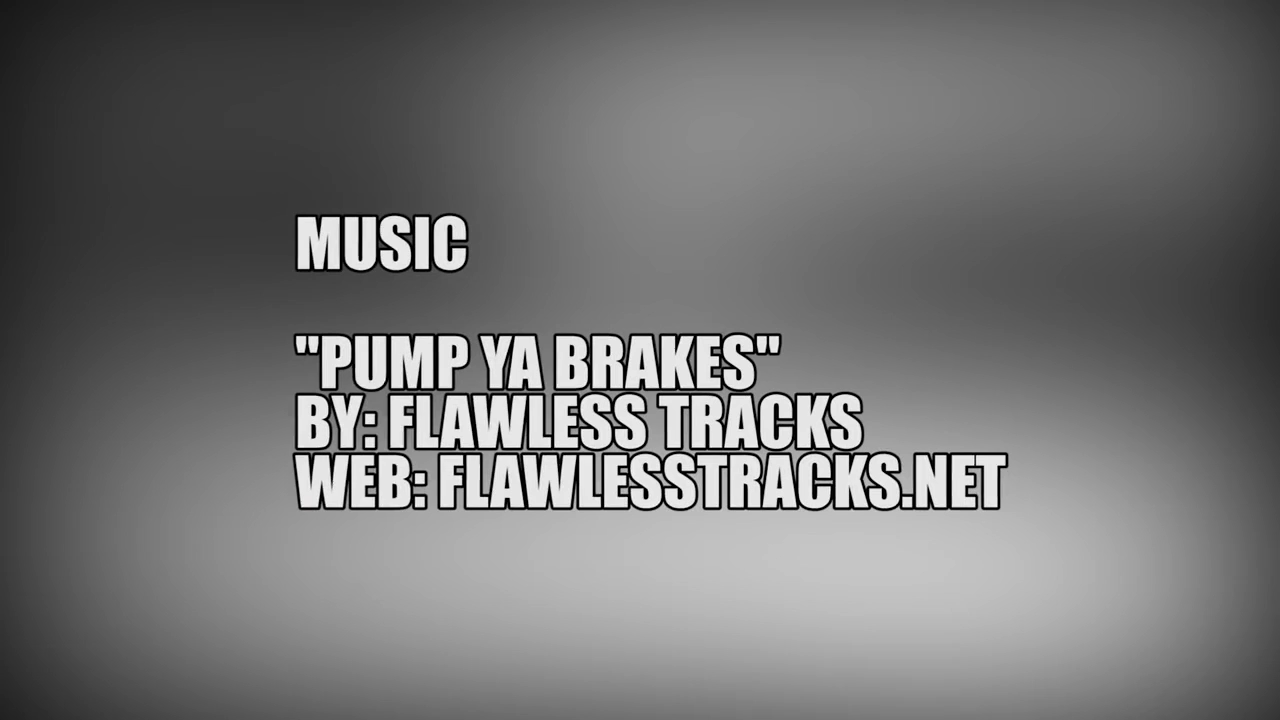 MUSIC
"PUMP YA BRAKES"
BY: FLAWLESS TRACKS
WEB: FLAWLESSTRACKS.NET